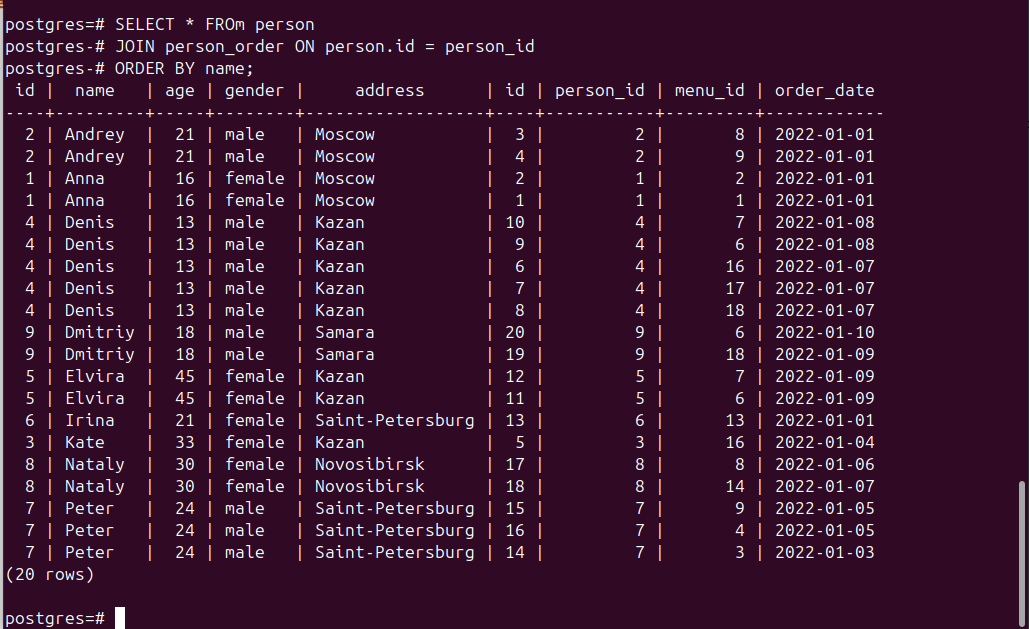 postgres=# SELECT * FROm person
postgres-# JOIN person_order ON person.id = person_id
postgres-# ORDER BY name;
 id |  name   | age | gender |     address      | id | person_id | menu_id | order_date
----+---------+-----+--------+------------------+----+-----------+---------+------------
  2 | Andrey  |  21 | male   | Moscow           |  3 |         2 |       8 | 2022-01-01
  2 | Andrey  |  21 | male   | Moscow           |  4 |         2 |       9 | 2022-01-01
  1 | Anna    |  16 | female | Moscow           |  2 |         1 |       2 | 2022-01-01
  1 | Anna    |  16 | female | Moscow           |  1 |         1 |       1 | 2022-01-01
  4 | Denis   |  13 | male   | Kazan            | 10 |         4 |       7 | 2022-01-08
  4 | Denis   |  13 | male   | Kazan            |  9 |         4 |       6 | 2022-01-08
  4 | Denis   |  13 | male   | Kazan            |  6 |         4 |      16 | 2022-01-07
  4 | Denis   |  13 | male   | Kazan            |  7 |         4 |      17 | 2022-01-07
  4 | Denis   |  13 | male   | Kazan            |  8 |         4 |      18 | 2022-01-07
  9 | Dmitriy |  18 | male   | Samara           | 20 |         9 |       6 | 2022-01-10
  9 | Dmitriy |  18 | male   | Samara           | 19 |         9 |      18 | 2022-01-09
  5 | Elvira  |  45 | female | Kazan            | 12 |         5 |       7 | 2022-01-09
  5 | Elvira  |  45 | female | Kazan            | 11 |         5 |       6 | 2022-01-09
  6 | Irina   |  21 | female | Saint-Petersburg | 13 |         6 |      13 | 2022-01-01
  3 | Kate    |  33 | female | Kazan            |  5 |         3 |      16 | 2022-01-04
  8 | Nataly  |  30 | female | Novosibirsk      | 17 |         8 |       8 | 2022-01-06
  8 | Nataly  |  30 | female | Novosibirsk      | 18 |         8 |      14 | 2022-01-07
  7 | Peter   |  24 | male   | Saint-Petersburg | 15 |         7 |       9 | 2022-01-05
  7 | Peter   |  24 | male   | Saint-Petersburg | 16 |         7 |       4 | 2022-01-05
  7 | Peter   |  24 | male   | Saint-Petersburg | 14 |         7 |       3 | 2022-01-03
(20 rows)
postgres=#